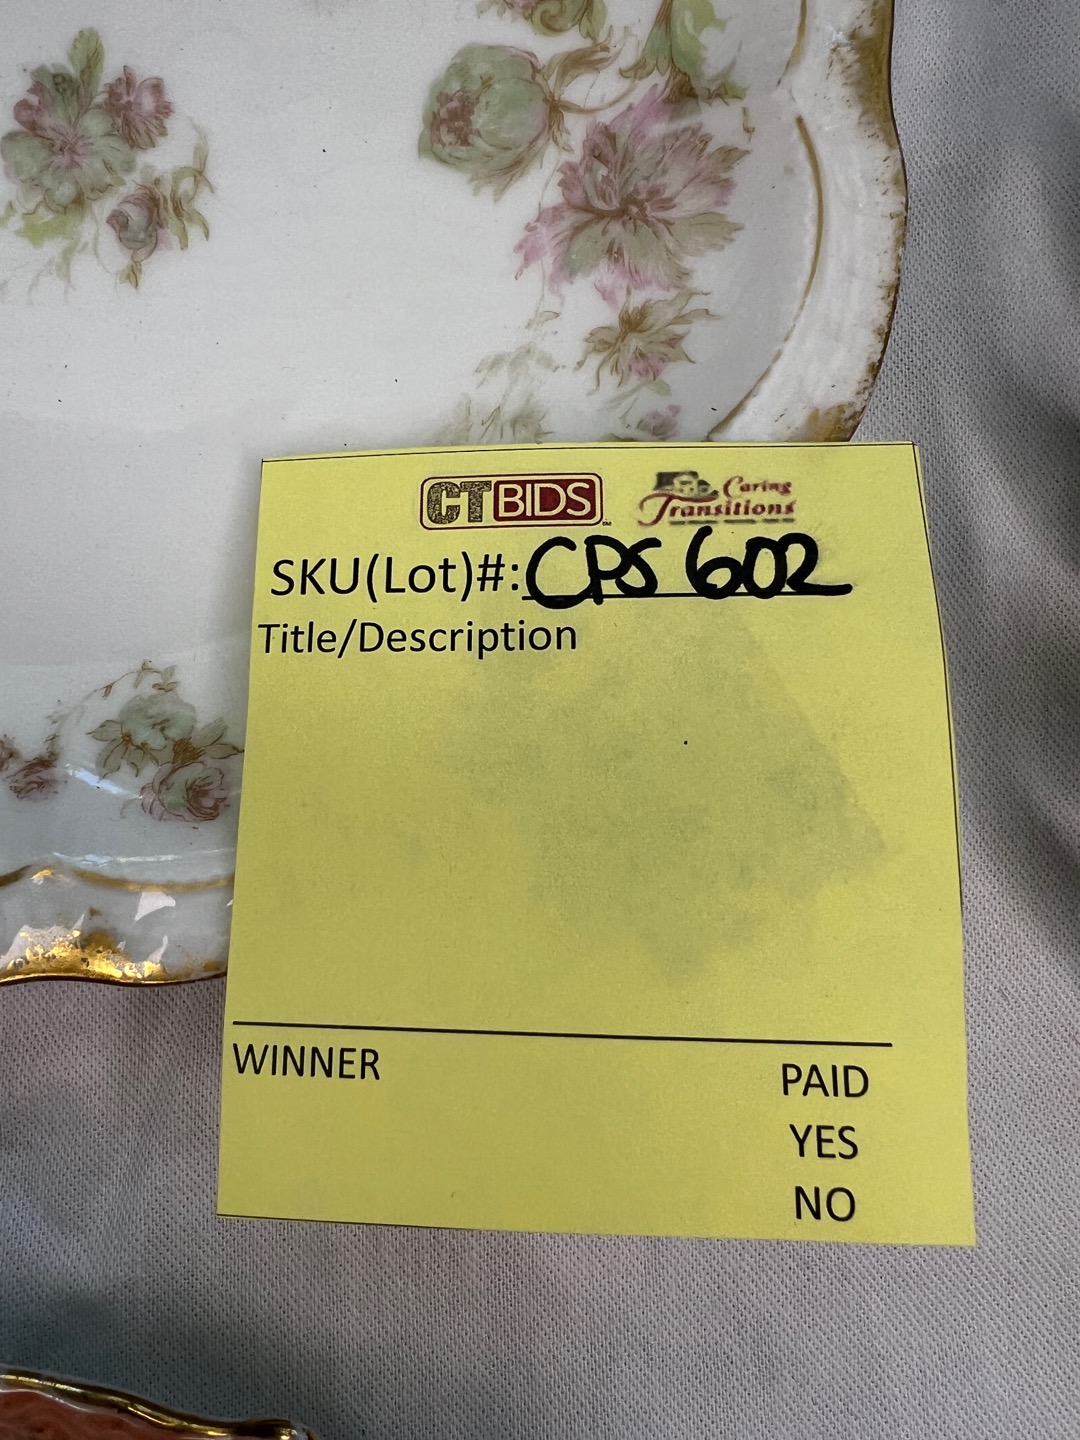 CTBIDS Caring Transitions
SKU(Lot)#: CPS 602
Title/Description
WINNER PAID
YES
NO